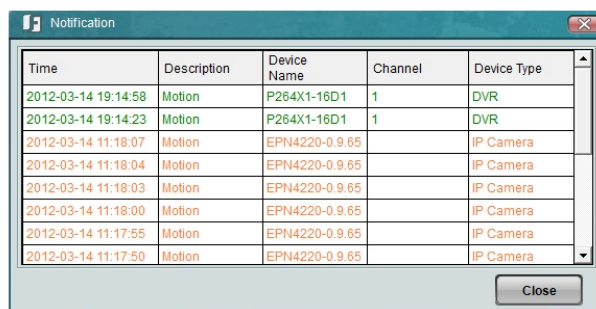 Notification
Time Description Device Name Channel Device Type
2012-03-14 19:14:58 Motion P264X1-16D1 1 DVR
2012-03-14 19:14:23 Motion P264X1-16D1 1 DVR
2012-03-14 11:18:07 Motion EPN4220-0.9.65 IP Camera
2012-03-14 11:18:04 Motion EPN4220-0.9.65 IP Camera
2012-03-14 11:18:03 Motion EPN4220-0.9.65 IP Camera
2012-03-14 11:18:00 Motion EPN4220-0.9.65 IP Camera
2012-03-14 11:17:55 Motion EPN4220-0.9.65 IP Camera
2012-03-14 11:17:50 Motion EPN4220-0.9.65 IP Camera
Close